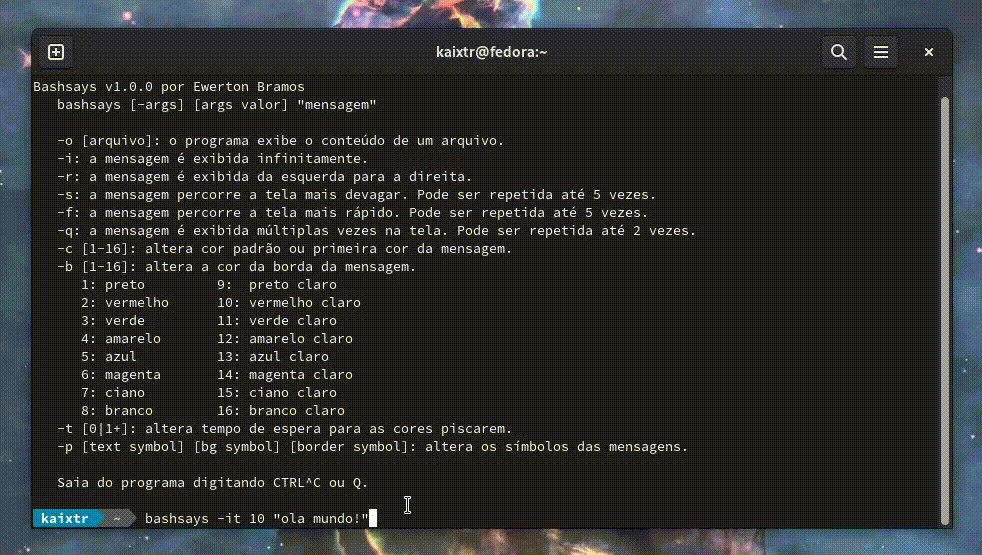 kaixtr@fedora:~
Bashsays v1.0.0 por Ewerton Bramos
bashsays [-args] [args valor] "mensagem"
-o [arquivo]: o programa exibe o conteúdo de um arquivo.
-i: a mensagem é exibida infinitamente.
-r: a mensagem é exibida da esquerda para a direita.
-s: a mensagem percorre a tela mais devagar. Pode ser repetida até 5 vezes.
-f: a mensagem percorre a tela mais rápido. Pode ser repetida até 5 vezes.
-q: a mensagem é exibida múltiplas vezes na tela. Pode ser repetida até 2 vezes.
-c [1-16]: altera cor padrão ou primeira cor da mensagem.
-b [1-16]: altera a cor da borda da mensagem.
1: preto 9: preto claro
2: vermelho 10: vermelho claro
3: verde 11: verde claro
4: amarelo 12: amarelo claro
5: azul 13: azul claro
6: magenta 14: magenta claro
7: ciano 15: ciano claro
8: branco 16: branco claro
-t [0|1+]: altera tempo de espera para as cores piscarem.
-p [text symbol] [bg symbol] [border symbol]: altera os símbolos das mensagens.
Saia do programa digitando CTRL^C ou Q.
kaixtr ~ bashsays -it 10 "ola mundo!"